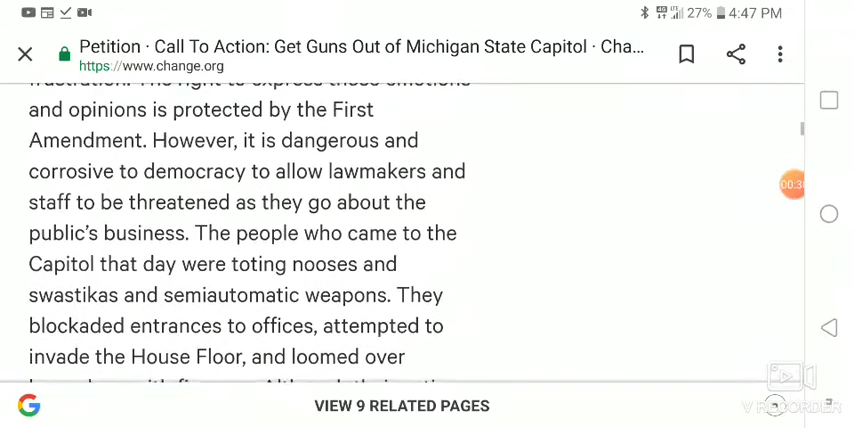 27% 4:47 PM
Petition · Call To Action: Get Guns Out of Michigan State Capitol · Cha...
https://www.change.org
and opinions is protected by the First
Amendment. However, it is dangerous and
corrosive to democracy to allow lawmakers and
staff to be threatened as they go about the
public's business. The people who came to the
Capitol that day were toting nooses and
swastikas and semiautomatic weapons. They
blockaded entrances to offices, attempted to
invade the House Floor, and loomed over
VIEW 9 RELATED PAGES
V RECORDER